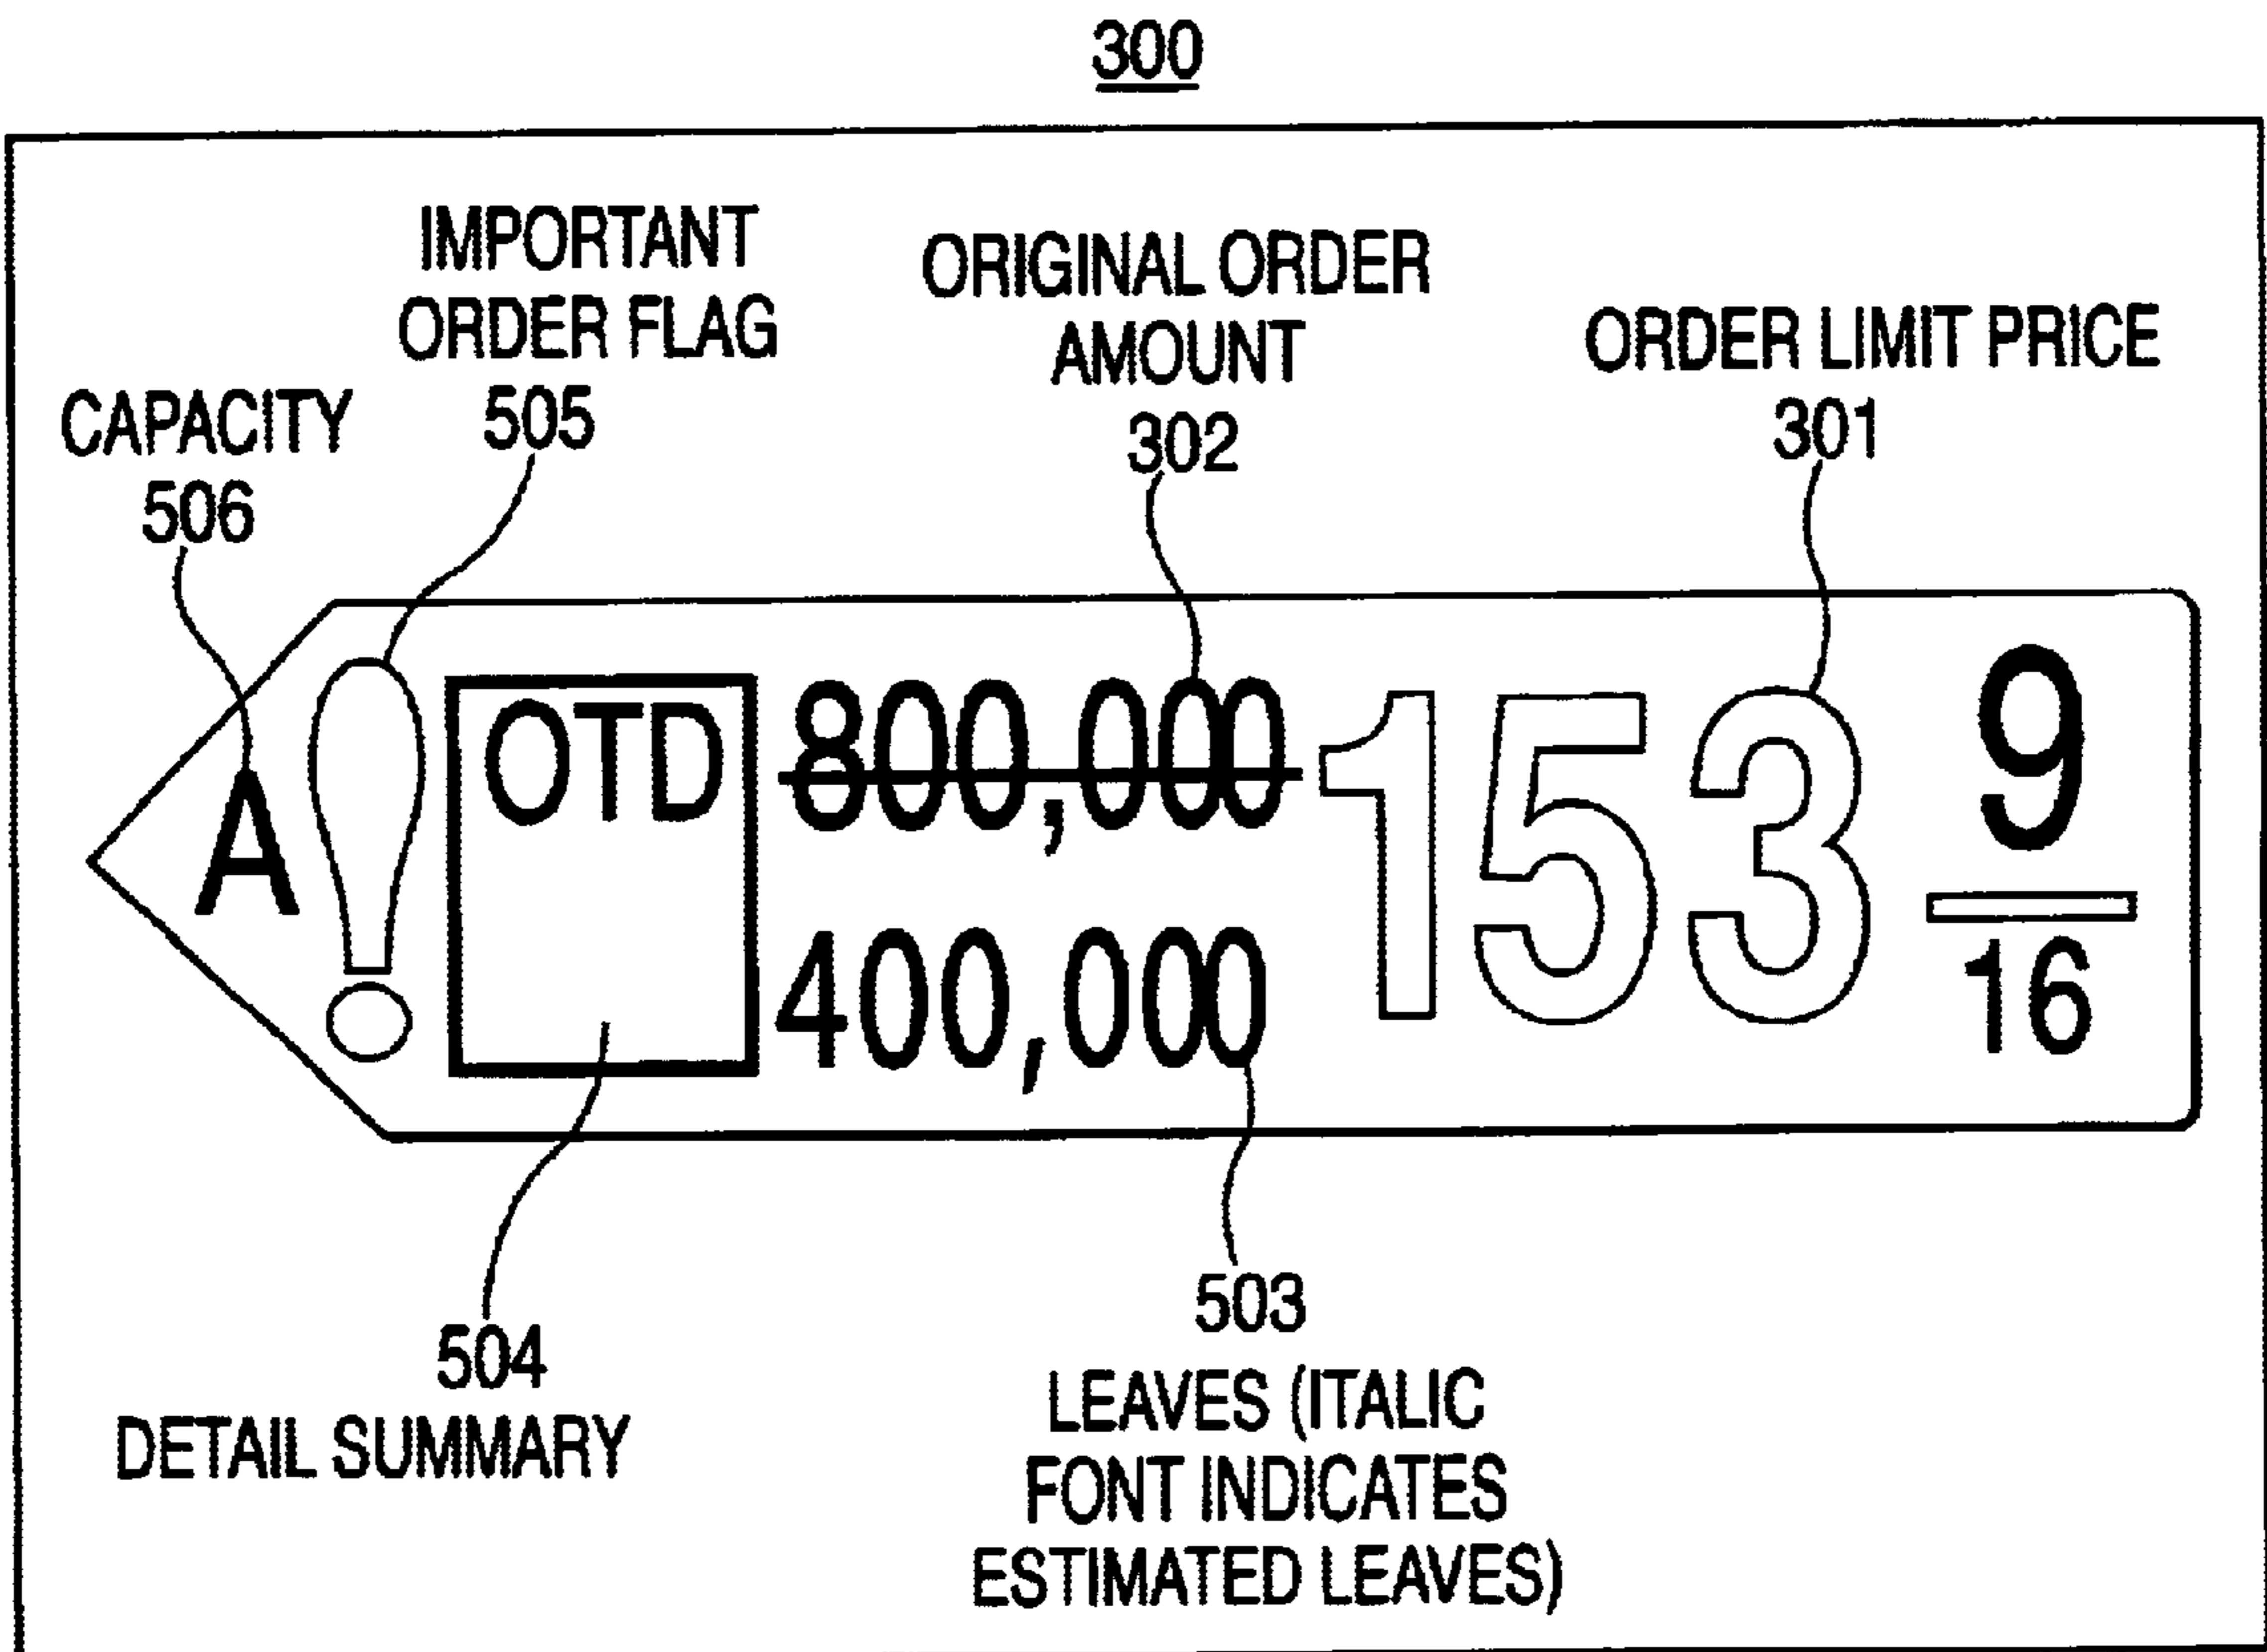 300
IMPORTANT
ORDER FLAG
505
ORIGINAL ORDER
AMOUNT
302
ORDER LIMIT PRICE
301
CAPACITY
506
A
!
OTD
800,000
400,000
153 9/16
504
DETAIL SUMMARY
503
LEAVES (ITALIC
FONT INDICATES
ESTIMATED LEAVES)